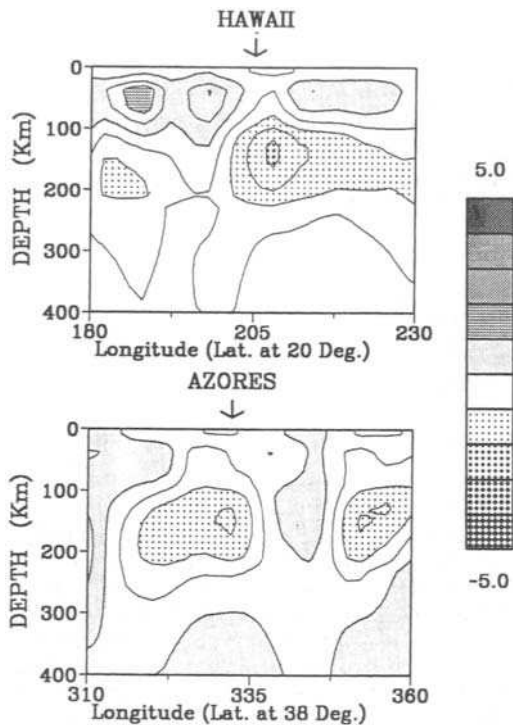 HAWAII
↓
0
100
200
300
400
DEPTH (Km)
180 205 230
Longitude (Lat. at 20 Deg.)
AZORES
↓
0
100
200
300
400
DEPTH (Km)
310 335 360
Longitude (Lat. at 38 Deg.)
5.0
-5.0